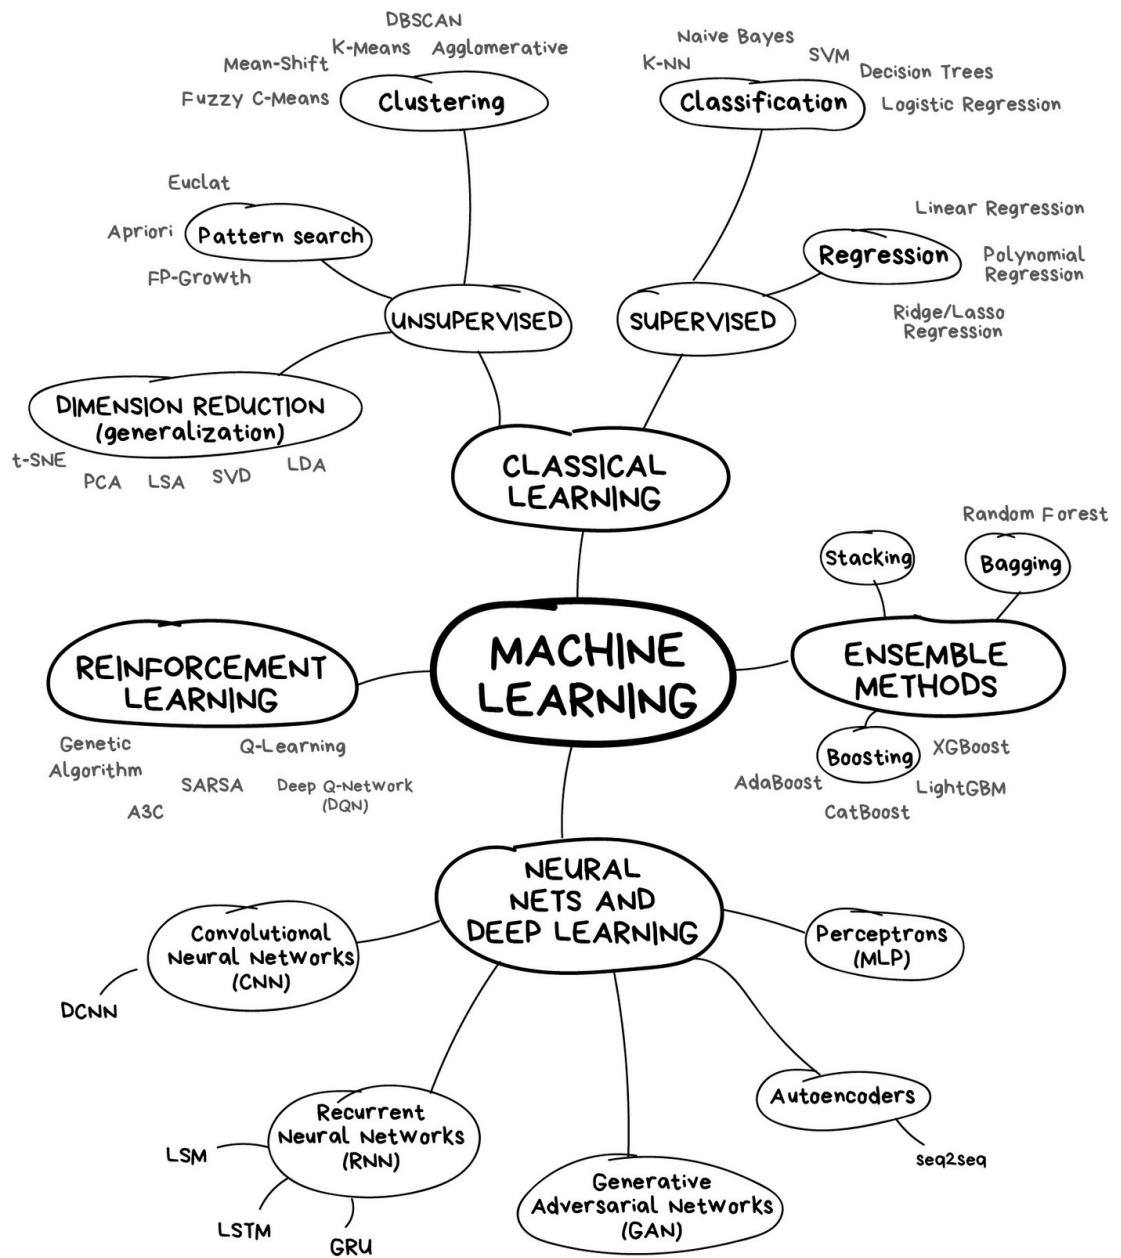 DBSCAN
K-Means
Agglomerative
Mean-Shift
Fuzzy C-Means
Clustering
Naive Bayes
K-NN
SVM
Decision Trees
Classification
Logistic Regression
Euclat
Apriori
Pattern search
FP-Growth
Linear Regression
Regression
Polynomial
Regression
Ridge/Lasso
Regression
UNSUPERVISED
SUPERVISED
DIMENSION REDUCTION
(generalization)
t-SNE
PCA
LSA
SVD
LDA
CLASSICAL
LEARNING
Random Forest
Stacking
Bagging
MACHINE
LEARNING
REINFORCEMENT
LEARNING
ENSEMBLE
METHODS
Genetic
Algorithm
Q-Learning
SARSA
Deep Q-Network
(DQN)
A3C
Boosting
XGBoost
AdaBoost
LightGBM
CatBoost
NEURAL
NETS AND
DEEP LEARNING
Convolutional
Neural Networks
(CNN)
DCNN
Perceptrons
(MLP)
Autoencoders
seq2seq
Recurrent
Neural Networks
(RNN)
LSM
LSTM
GRU
Generative
Adversarial Networks
(GAN)